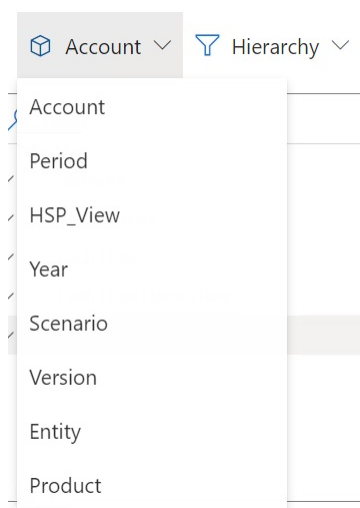 Account Hierarchy
Account
Period
HSP_View
Year
Scenario
Version
Entity
Product